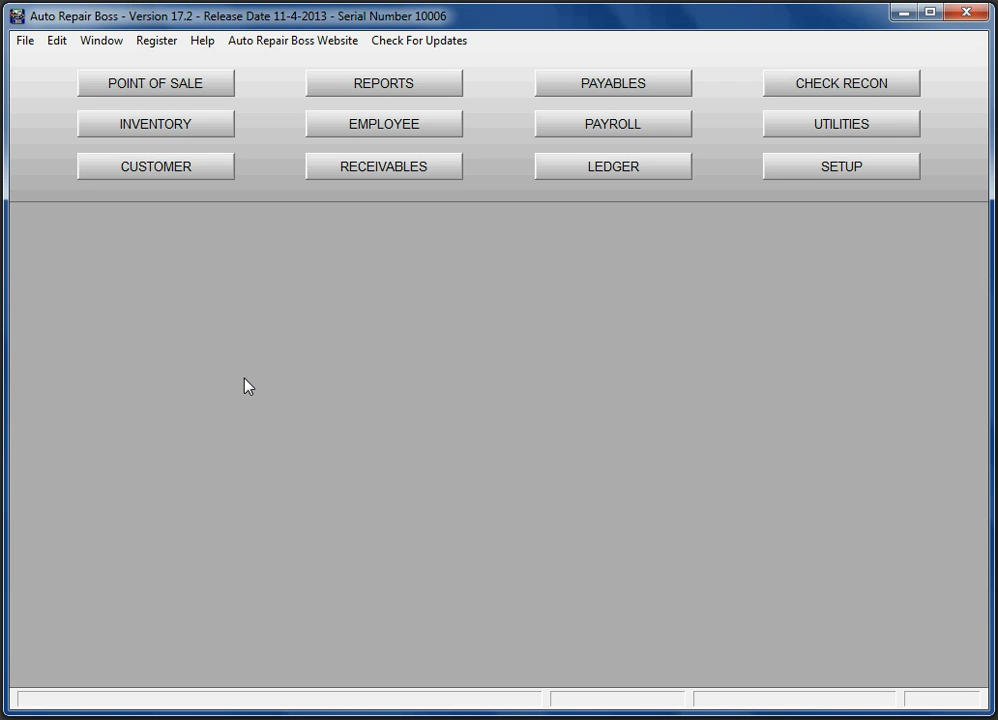 Auto Repair Boss - Version 17.2 - Release Date 11-4-2013 - Serial Number 10006
File Edit Window Register Help Auto Repair Boss Website Check For Updates
POINT OF SALE REPORTS PAYABLES CHECK RECON
INVENTORY EMPLOYEE PAYROLL UTILITIES
CUSTOMER RECEIVABLES LEDGER SETUP